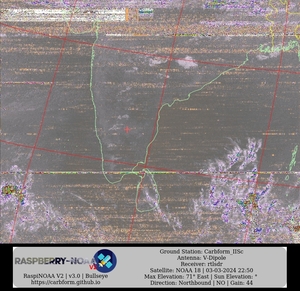 RASPBERRY-NOAA
V2
RaspiNOAA V2 | v3.0 | Bullseye
https://carbform.github.io
Ground Station: Carbform_IISc
Antenna: V-Dipole
Receiver: rtlsdr
Satellite: NOAA 18 | 03-03-2024 22:50
Max Elevation: 71° East | Sun Elevation: °
Direction: Northbound | NO | Gain: 44